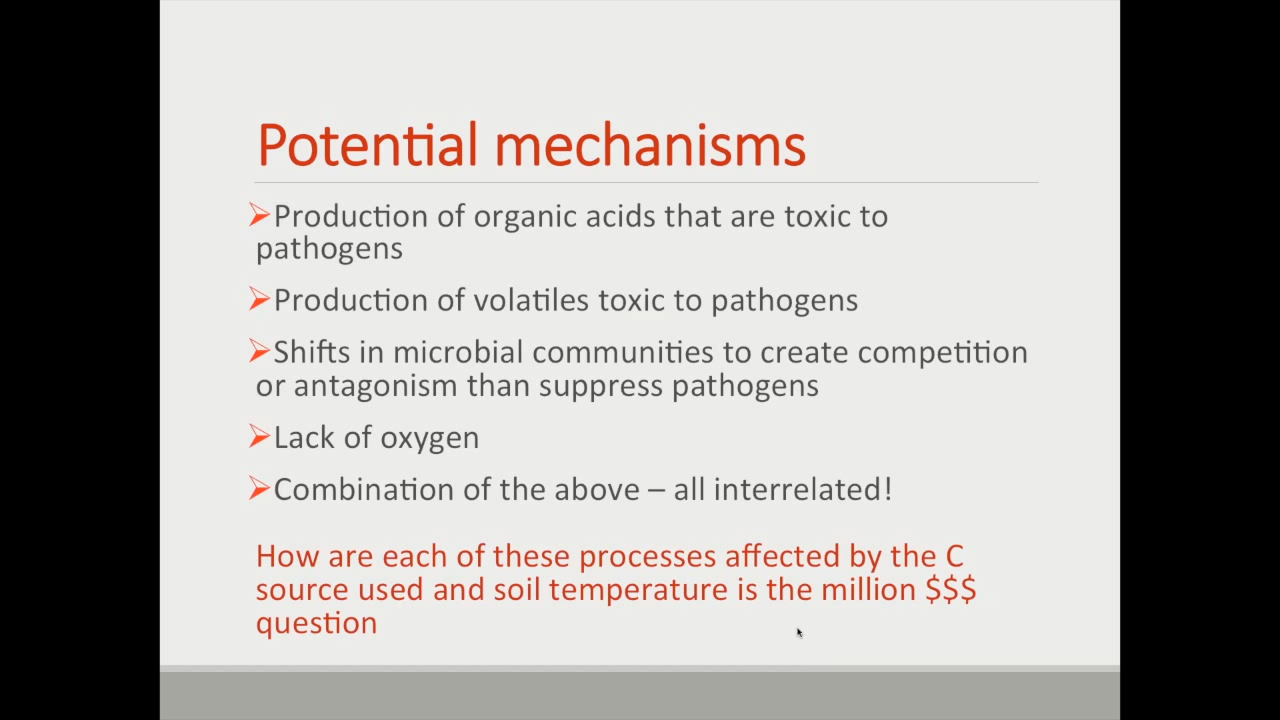 Potential mechanisms
Production of organic acids that are toxic to
pathogens
Production of volatiles toxic to pathogens
Shifts in microbial communities to create competition
or antagonism than suppress pathogens
Lack of oxygen
Combination of the above – all interrelated!
How are each of these processes affected by the C
source used and soil temperature is the million $$$
question